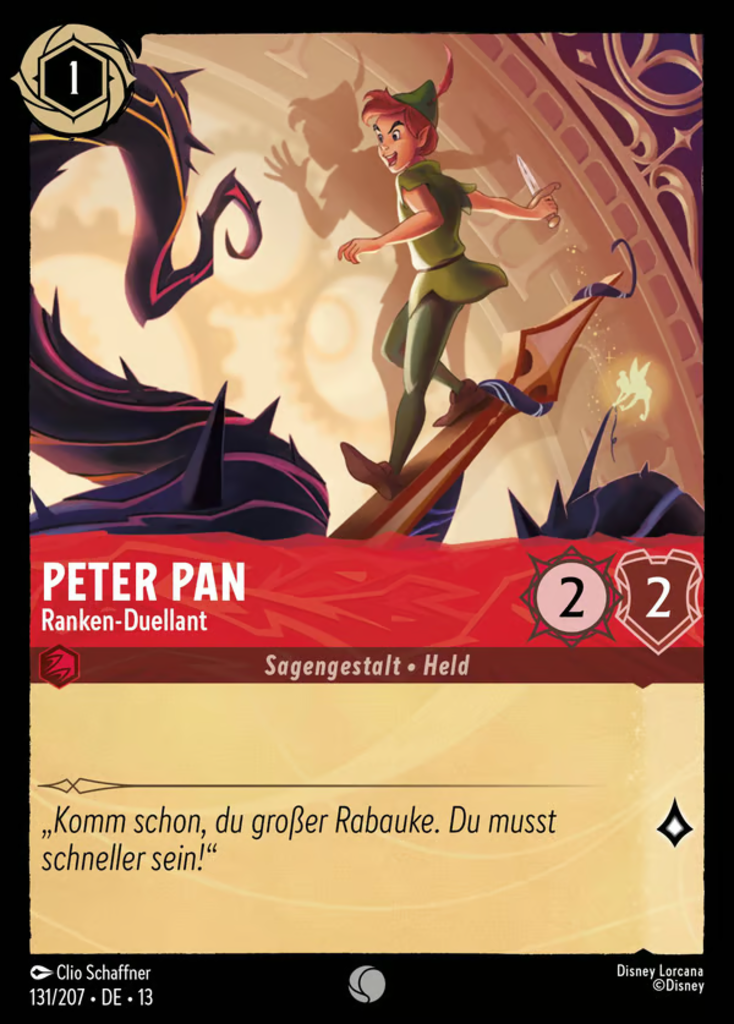 1
PETER PAN
Ranken-Duellant
2
2
Sagengestalt • Held
„Komm schon, du großer Rabauke. Du musst
schneller sein!“
Clio Schaffner
131/207 • DE • 13
Disney Lorcana
©Disney